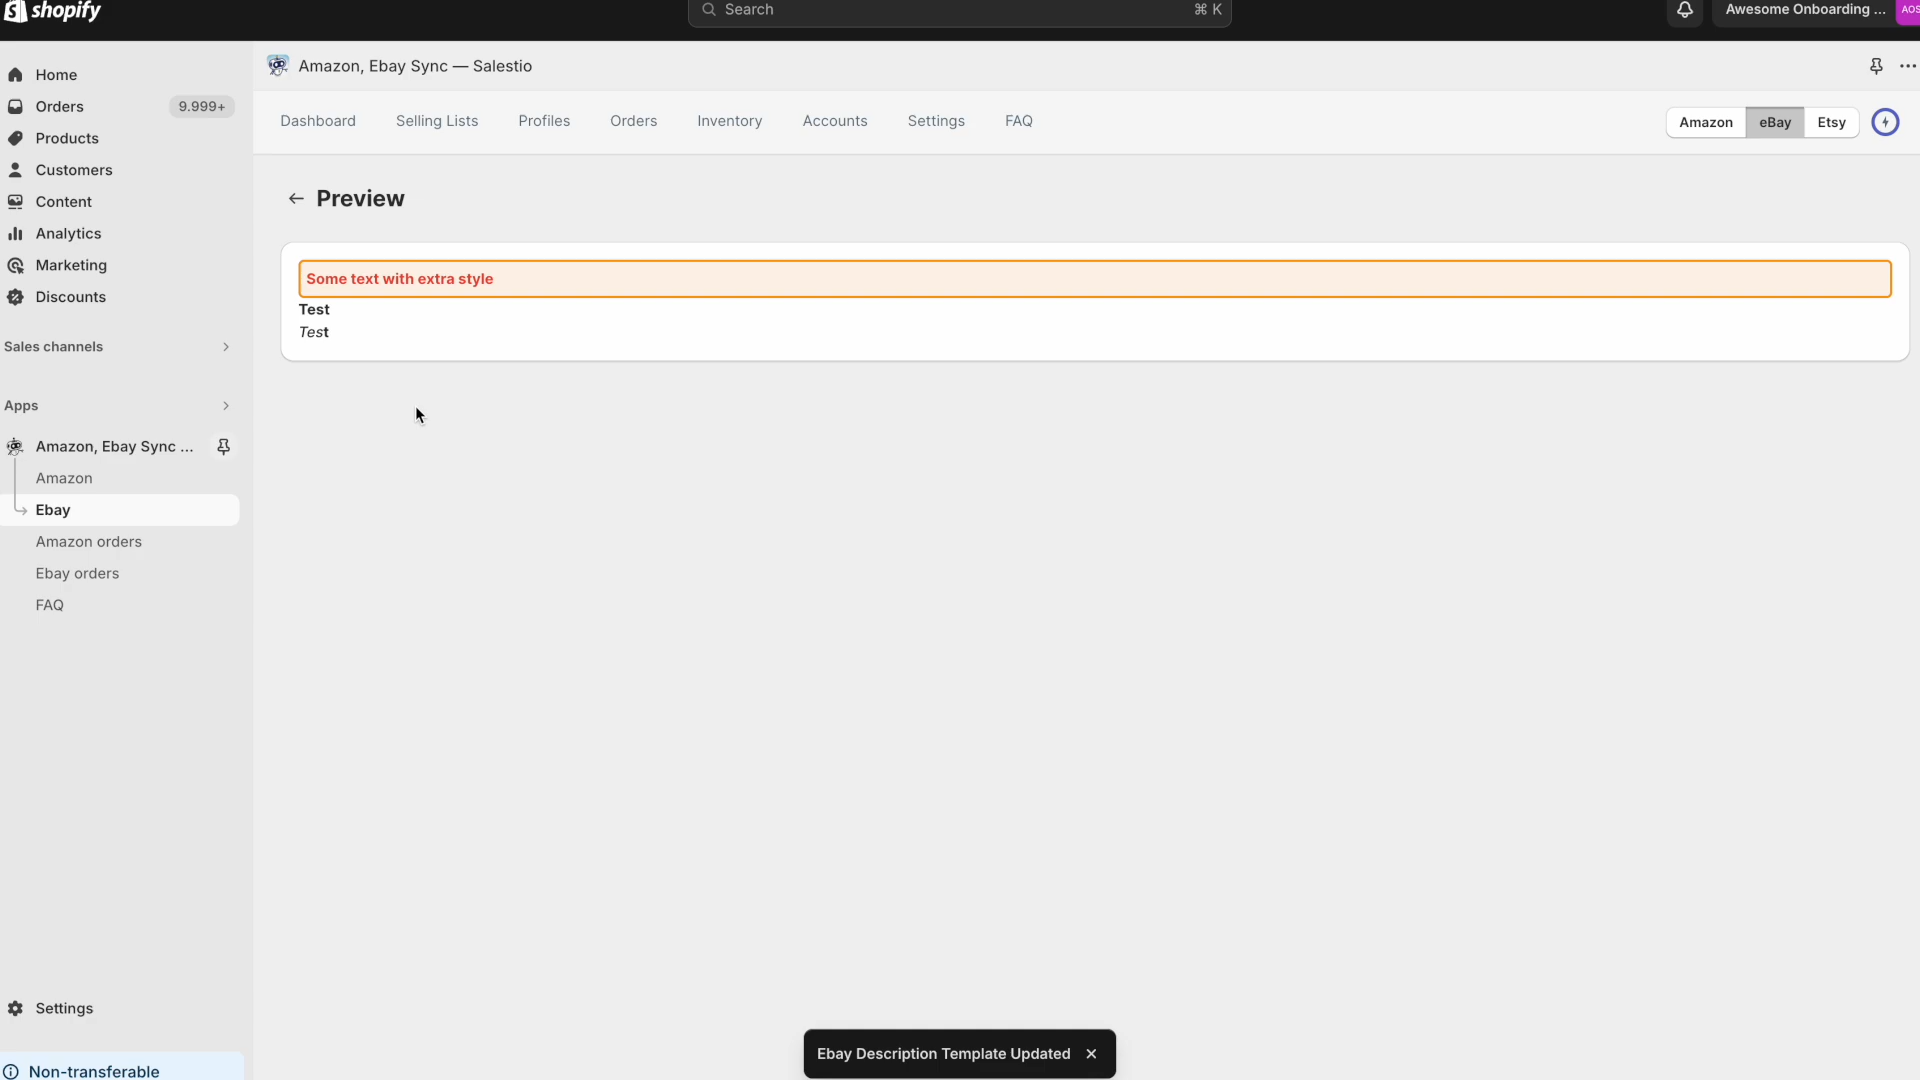 shopify
Search
⌘ K
Awesome Onboarding ...
AOS
Home
Orders
9.999+
Products
Customers
Content
Analytics
Marketing
Discounts
Sales channels
Apps
Amazon, Ebay Sync ...
Amazon
Ebay
Amazon orders
Ebay orders
FAQ
Settings
Non-transferable
Amazon, Ebay Sync — Salestio
Dashboard
Selling Lists
Profiles
Orders
Inventory
Accounts
Settings
FAQ
Amazon
eBay
Etsy
Preview
Some text with extra style
Test
Test
Ebay Description Template Updated